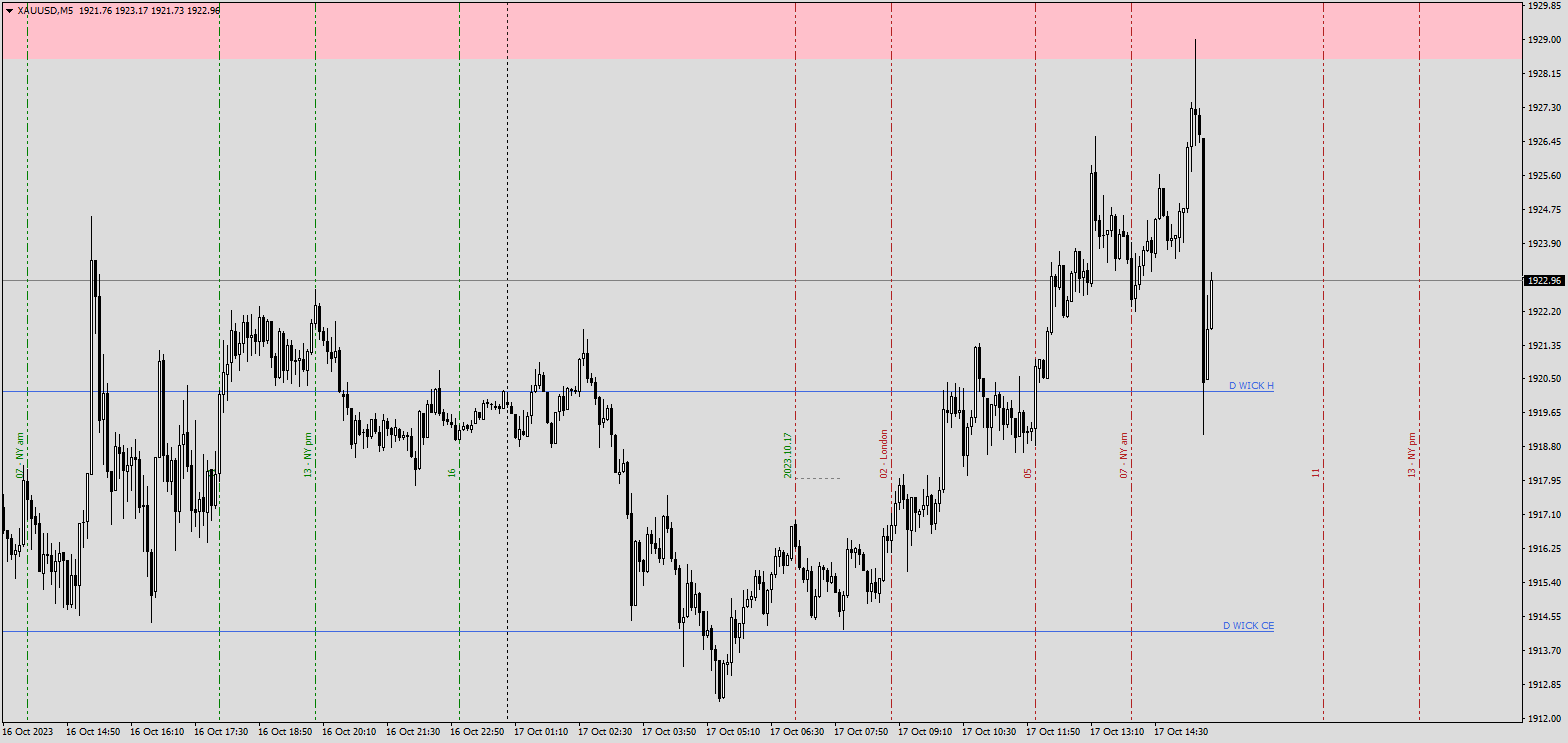 XAUUSD,M5 1921.76 1923.17 1921.73 1922.96
1929.85
1929.00
1928.15
1927.30
1926.45
1925.60
1924.75
1923.90
1922.96
1922.20
1921.35
1920.50
1919.65
1918.80
1917.95
1917.10
1916.25
1915.40
1914.55
1913.70
1912.85
1912.00
D WICK H
D WICK CE
07 - NY am
13 - NY pm
16
2023.10.17
02 - London
05
07 - NY am
11
13 - NY pm
16 Oct 2023
16 Oct 14:50
16 Oct 16:10
16 Oct 17:30
16 Oct 18:50
16 Oct 20:10
16 Oct 21:30
16 Oct 22:50
17 Oct 01:10
17 Oct 02:30
17 Oct 03:50
17 Oct 05:10
17 Oct 06:30
17 Oct 07:50
17 Oct 09:10
17 Oct 10:30
17 Oct 11:50
17 Oct 13:10
17 Oct 14:30